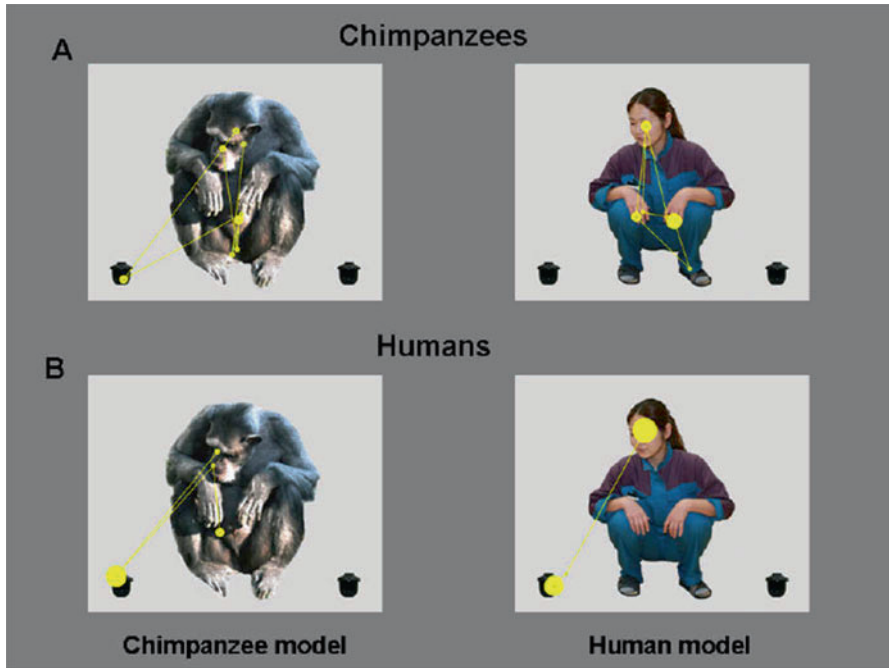 A
Chimpanzees
B
Humans
Chimpanzee model
Human model